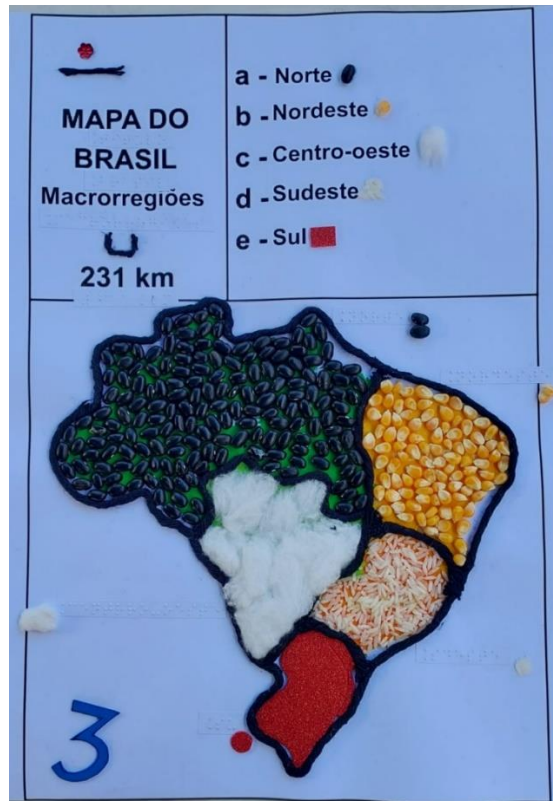 MAPA DO
BRASIL
Macrorregiões
231 km
a - Norte
b - Nordeste
c - Centro-oeste
d - Sudeste
e - Sul
3